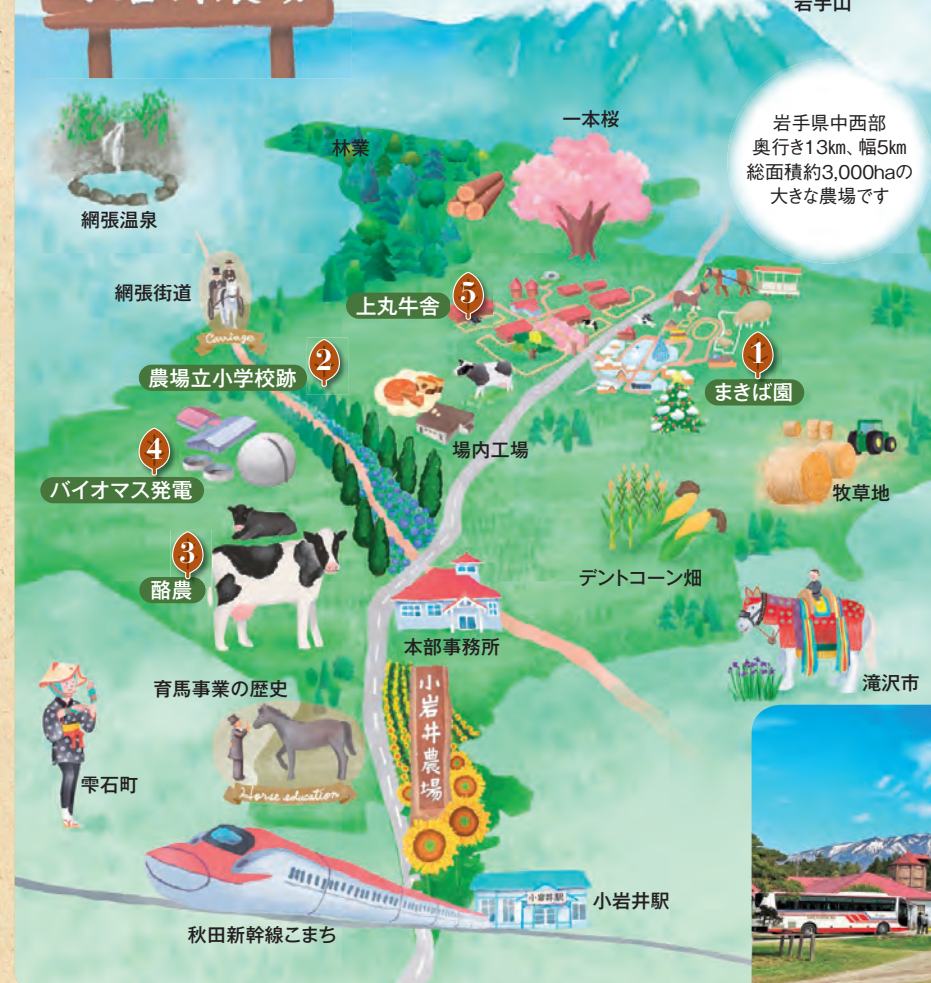 岩手山
岩手県中西部
奥行き13km、幅5km
総面積約3,000haの
大きな農場です
一本桜
林業
網張温泉
網張街道
Carriage
上丸牛舎
5
1
まきば園
2
農場立小学校跡
4
バイオマス発電
場内工場
牧草地
3
酪農
デントコーン畑
本部事務所
滝沢市
育馬事業の歴史
Horse education
小岩井農場
雫石町
小岩井駅
小岩井駅
秋田新幹線こまち